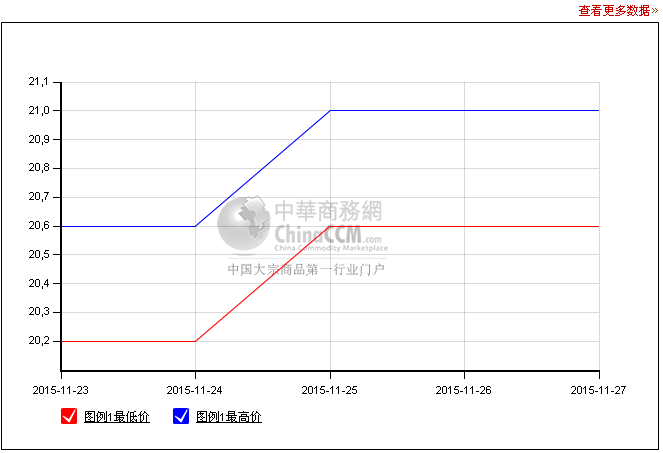 查看更多数据»
21,1
21,0
20,9
20,8
20,7
20,6
20,5
20,4
20,3
20,2
中華商務網
ChinaCCM.com
China Commodity Marketplace
中国大宗商品第一行业门户
2015-11-23 2015-11-24 2015-11-25 2015-11-26 2015-11-27
图例1最低价 图例1最高价